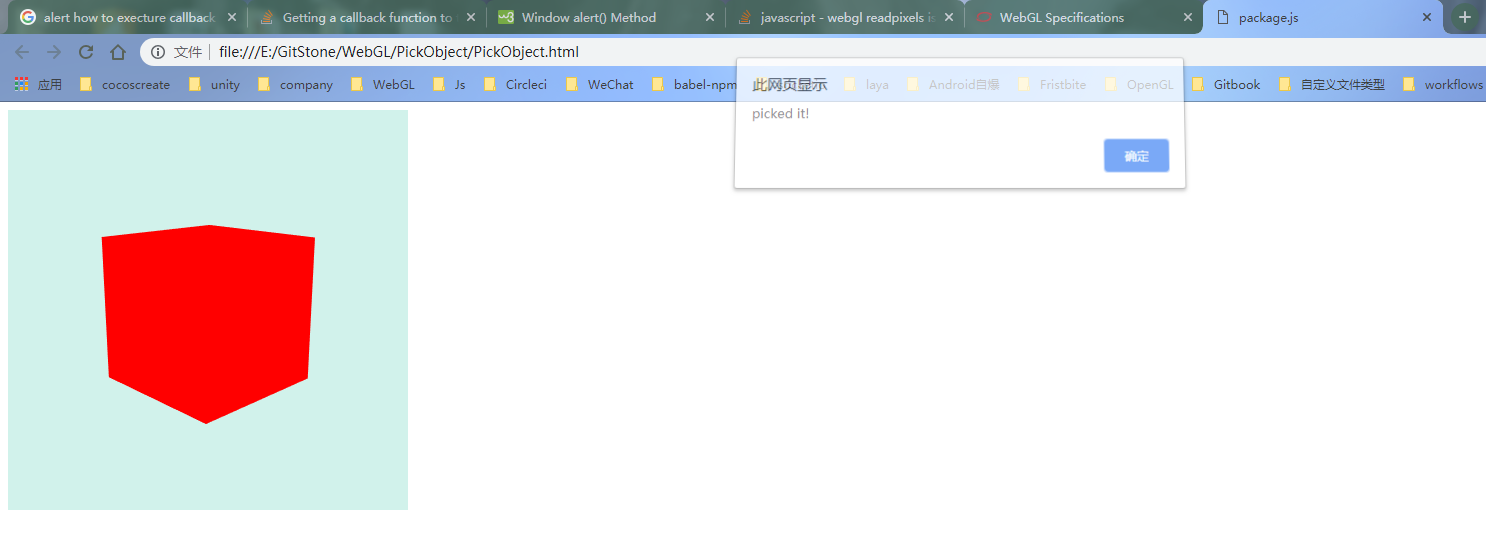 alert how to execture callback
Getting a callback function to
Window alert() Method
javascript - webgl readpixels is
WebGL Specifications
package.js
文件
file:///E:/GitStone/WebGL/PickObject/PickObject.html
应用
cocoscreate
unity
company
WebGL
Js
Circleci
WeChat
babel-npm
laya
Android自爆
Fristbite
OpenGL
Gitbook
自定义文件类型
workflows
此网页显示
picked it!
确定